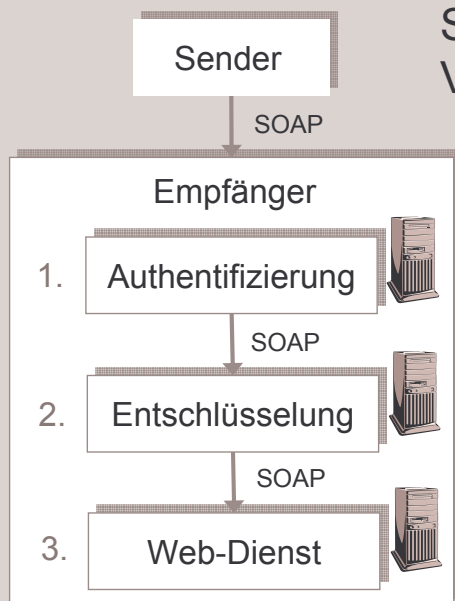 S
V
Sender
SOAP
Empfänger
1. Authentifizierung
SOAP
2. Entschlüsselung
SOAP
3. Web-Dienst